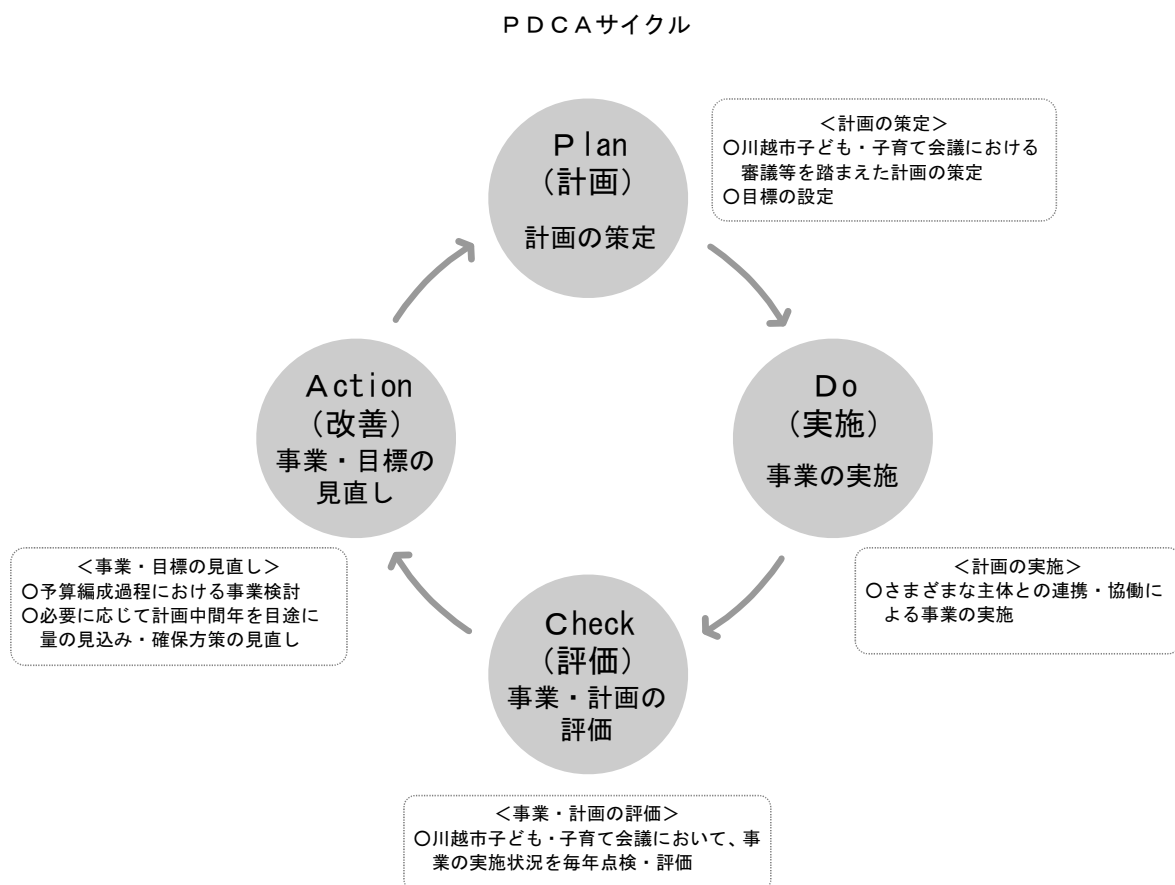 ＰＤＣＡサイクル
Ｐlan
（計画）
計画の策定
＜計画の策定＞
○川越市子ども・子育て会議における
審議等を踏まえた計画の策定
○目標の設定
Ｄo
（実施）
事業の実施
＜計画の実施＞
○さまざまな主体との連携・協働に
よる事業の実施
Ｃheck
（評価）
事業・計画の
評価
＜事業・計画の評価＞
○川越市子ども・子育て会議において、事
業の実施状況を毎年点検・評価
Ａction
（改善）
事業・目標の
見直し
＜事業・目標の見直し＞
○予算編成過程における事業検討
○必要に応じて計画中間年を目途に
量の見込み・確保方策の見直し